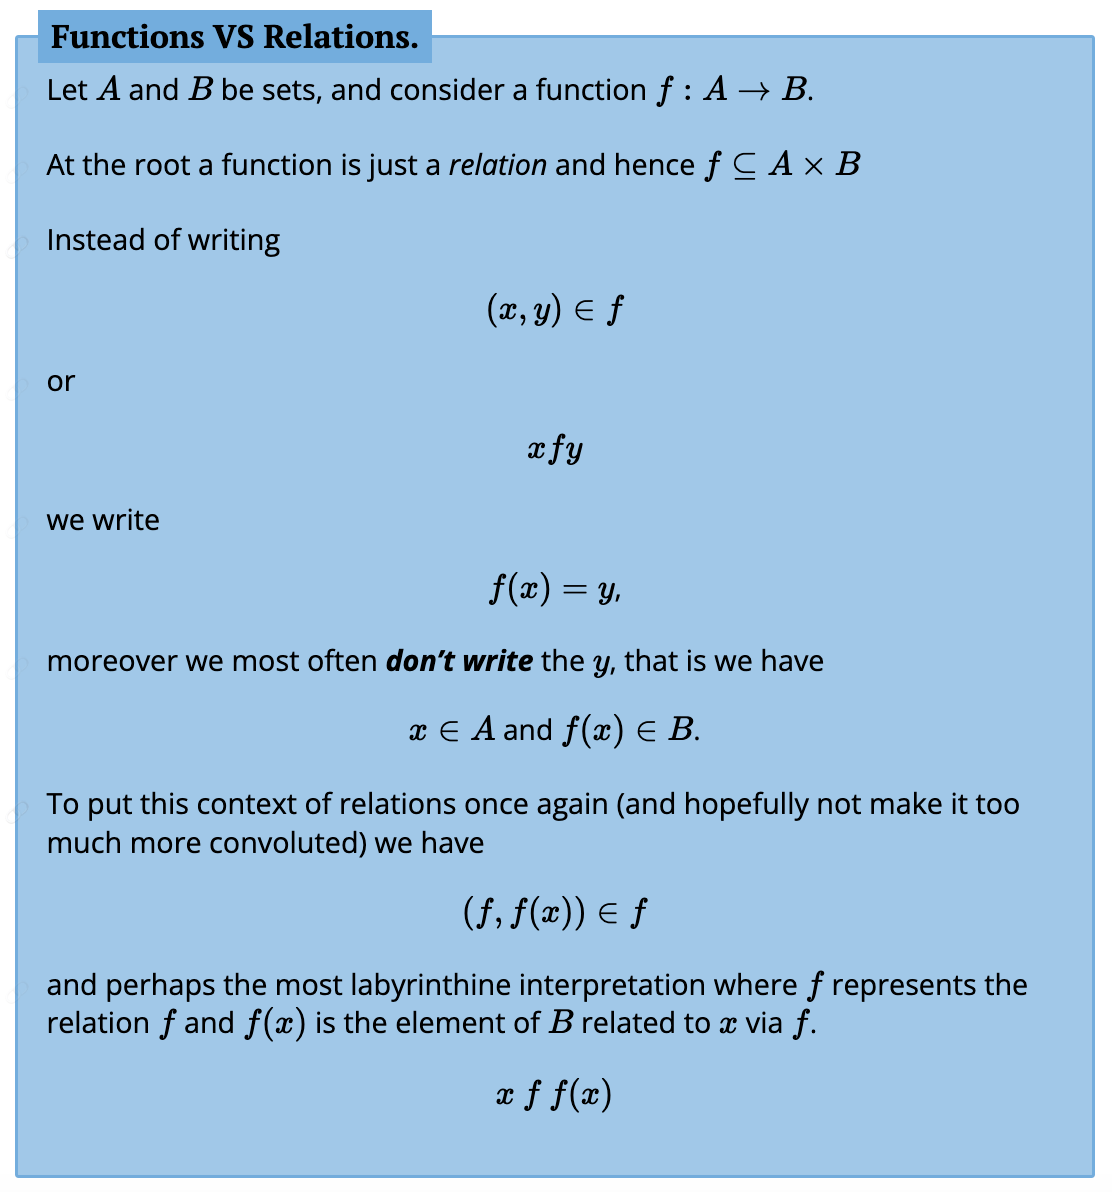 Functions VS Relations.
Let A and B be sets, and consider a function f : A → B.
At the root a function is just a relation and hence f ⊆ A × B
Instead of writing
(x, y) ∈ f
or
xfy
we write
f(x) = y,
moreover we most often don’t write the y, that is we have
x ∈ A and f(x) ∈ B.
To put this context of relations once again (and hopefully not make it too
much more convoluted) we have
(f, f(x)) ∈ f
and perhaps the most labyrinthine interpretation where f represents the
relation f and f(x) is the element of B related to x via f.
x f f(x)